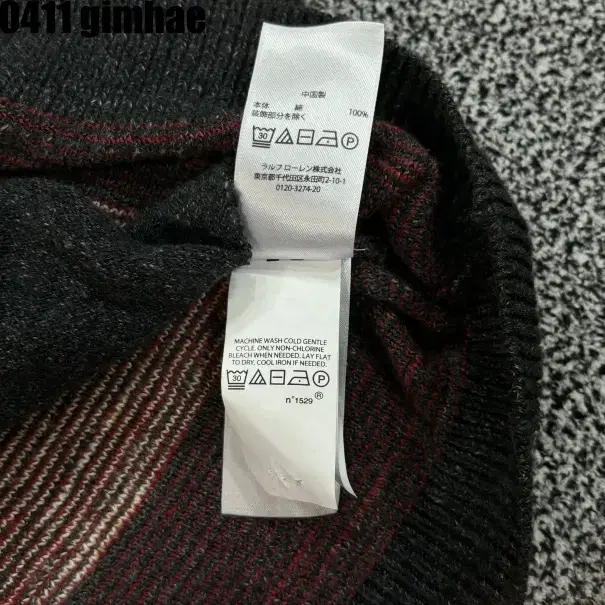 0411 gimhae
中国製
本体 綿 100%
装飾部分を除く
30 P
ラルフ ローレン株式会社
東京都千代田区永田町2-10-1
0120-3274-20
MACHINE WASH COLD GENTLE
CYCLE. ONLY NON-CHLORINE
BLEACH WHEN NEEDED. LAY FLAT
TO DRY, COOL IRON IF NEEDED.
30 P
n°1529 ®